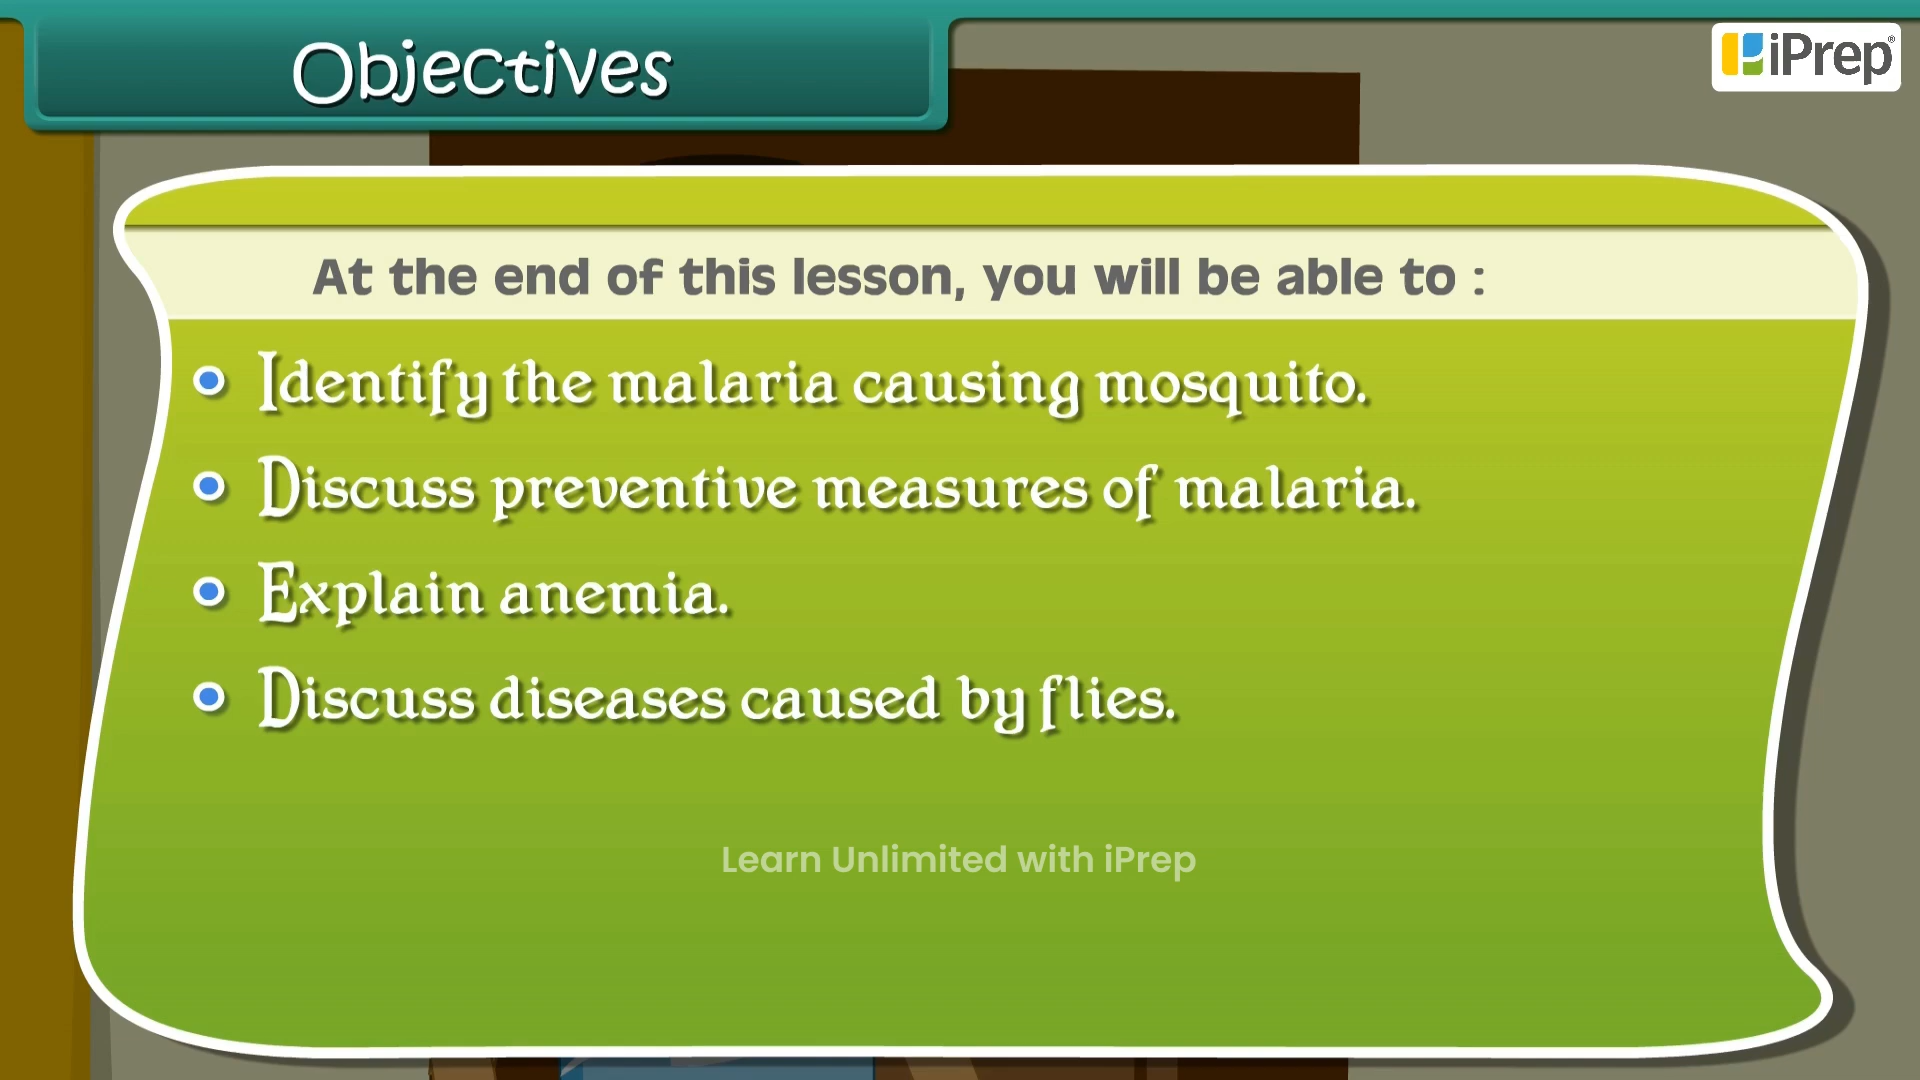 Objectives
iPrep®
At the end of this lesson, you will be able to :
Identify the malaria causing mosquito.
Discuss preventive measures of malaria.
Explain anemia.
Discuss diseases caused by flies.
Learn Unlimited with iPrep